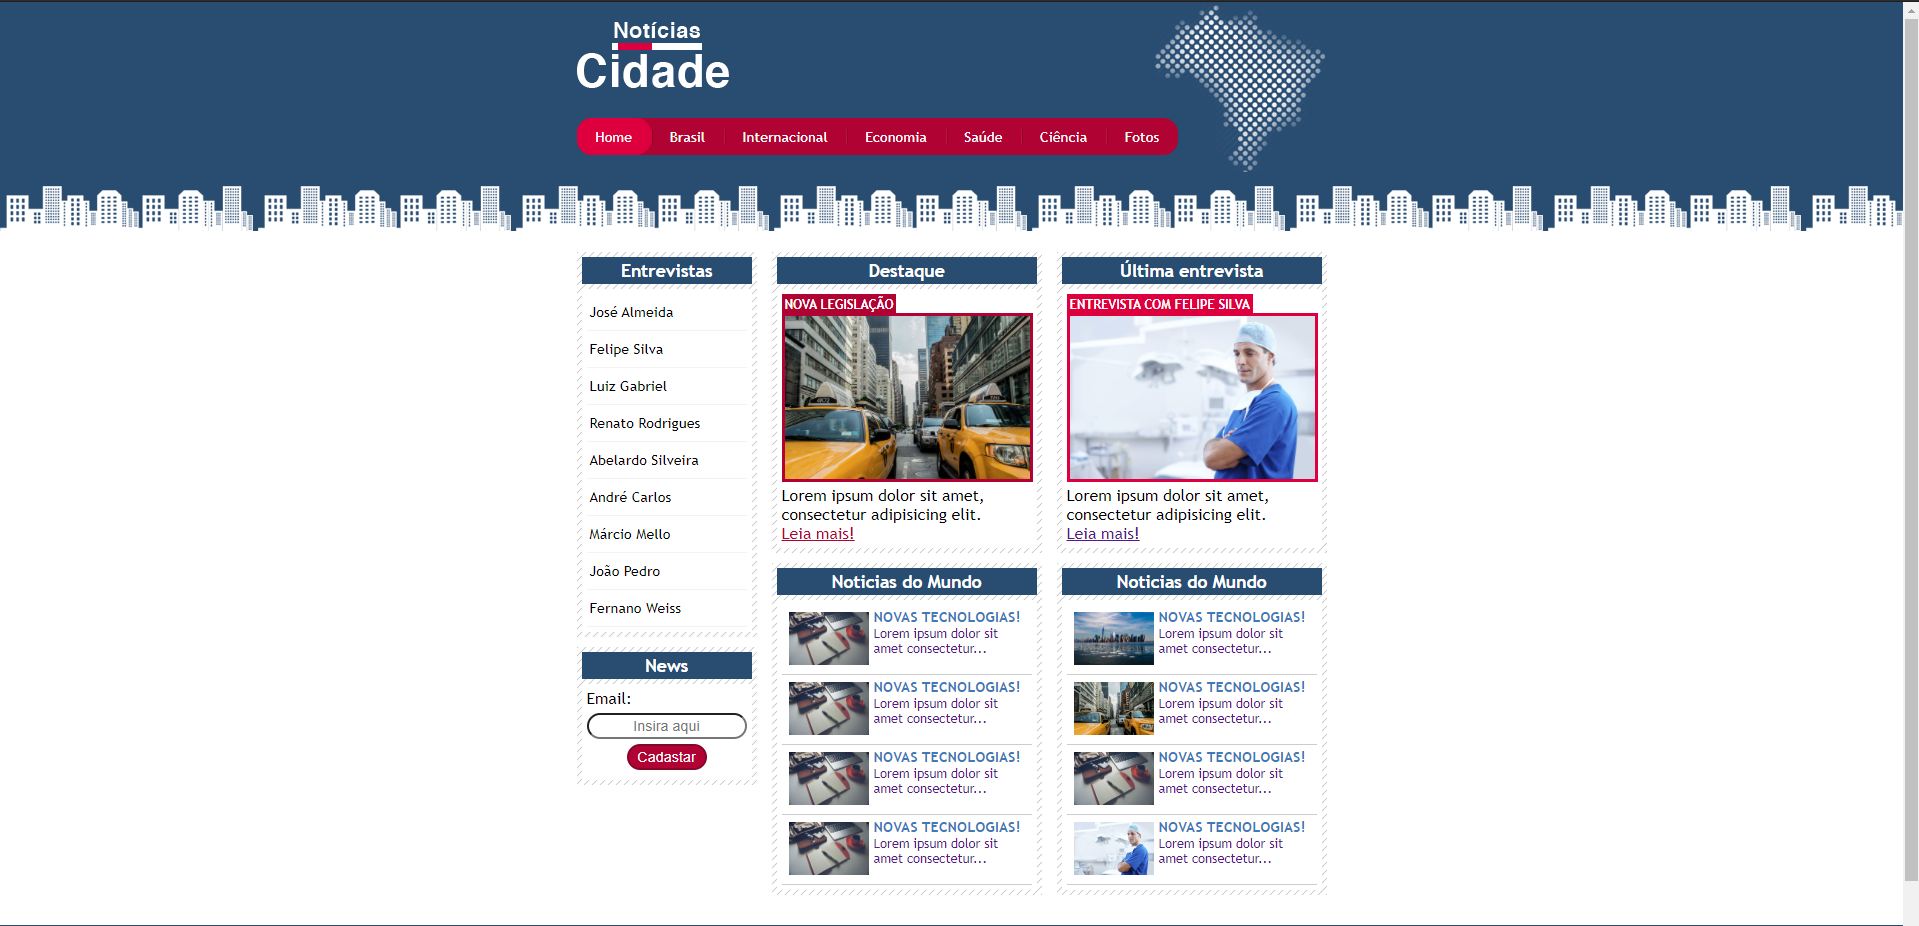 Notícias
Cidade
Home
Brasil
Internacional
Economia
Saúde
Ciência
Fotos
Entrevistas
José Almeida
Felipe Silva
Luiz Gabriel
Renato Rodrigues
Abelardo Silveira
André Carlos
Márcio Mello
João Pedro
Fernano Weiss
News
Email:
Insira aqui
Cadastar
Destaque
NOVA LEGISLAÇÃO
Lorem ipsum dolor sit amet,
consectetur adipisicing elit.
Leia mais!
Última entrevista
ENTREVISTA COM FELIPE SILVA
Lorem ipsum dolor sit amet,
consectetur adipisicing elit.
Leia mais!
Noticias do Mundo
NOVAS TECNOLOGIAS!
Lorem ipsum dolor sit
amet consectetur...
NOVAS TECNOLOGIAS!
Lorem ipsum dolor sit
amet consectetur...
NOVAS TECNOLOGIAS!
Lorem ipsum dolor sit
amet consectetur...
NOVAS TECNOLOGIAS!
Lorem ipsum dolor sit
amet consectetur...
Noticias do Mundo
NOVAS TECNOLOGIAS!
Lorem ipsum dolor sit
amet consectetur...
NOVAS TECNOLOGIAS!
Lorem ipsum dolor sit
amet consectetur...
NOVAS TECNOLOGIAS!
Lorem ipsum dolor sit
amet consectetur...
NOVAS TECNOLOGIAS!
Lorem ipsum dolor sit
amet consectetur...